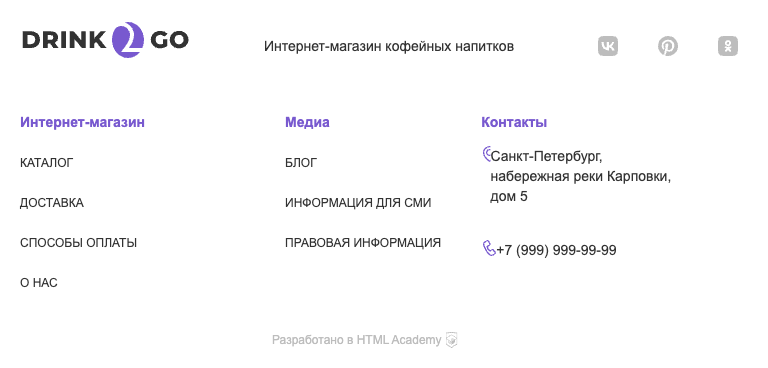 DRINK 2 GO
Интернет-магазин кофейных напитков
Интернет-магазин
КАТАЛОГ
ДОСТАВКА
СПОСОБЫ ОПЛАТЫ
О НАС
Медиа
БЛОГ
ИНФОРМАЦИЯ ДЛЯ СМИ
ПРАВОВАЯ ИНФОРМАЦИЯ
Контакты
Санкт-Петербург,
набережная реки Карповки,
дом 5
+7 (999) 999-99-99
Разработано в HTML Academy